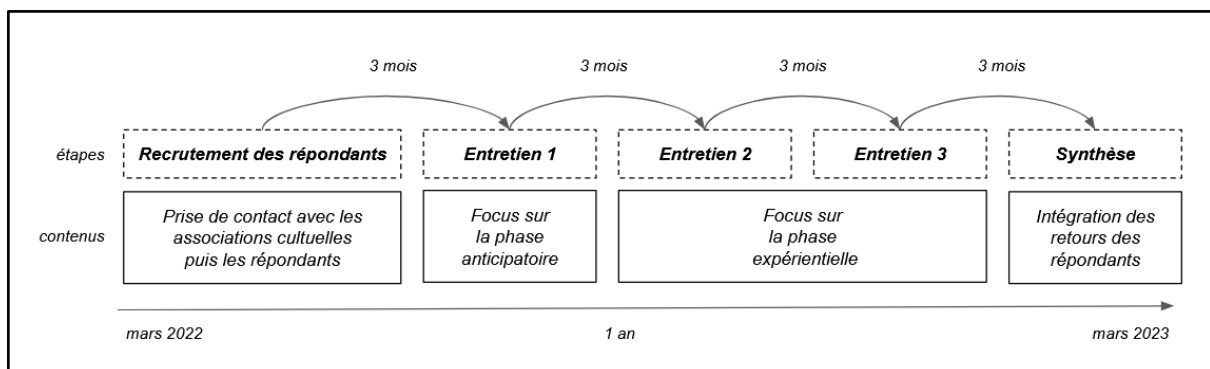 3 mois 3 mois 3 mois 3 mois
étapes Recrutement des répondants Entretien 1 Entretien 2 Entretien 3 Synthèse
contenus
Prise de contact avec les
associations cultuelles
puis les répondants
Focus sur
la phase
anticipatoire
Focus sur
la phase
expérientielle
Intégration des
retours des
répondants
mars 2022 1 an mars 2023